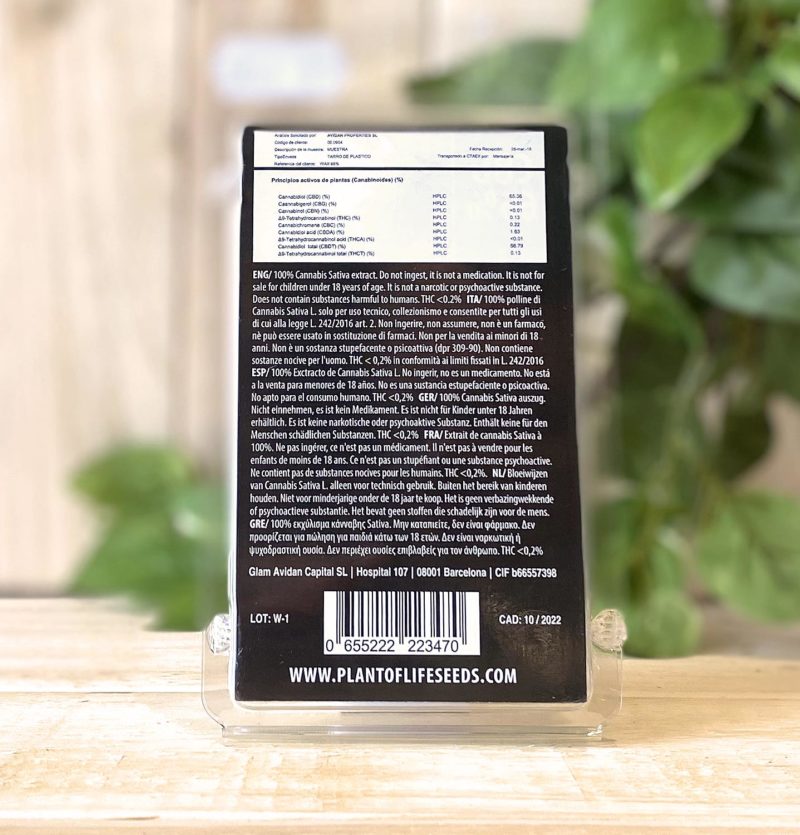 Análisis Solicitado por: AVIDAN PROPERTIES SL
Código de cliente: 00.0904
Descripción de la muestra: MUESTRA Fecha Recepción:
Tipo/Envase TARRO DE PLASTICO Transportado a CTAEX por: Mensajería
Referencia del cliente: WAX 65%
Principios activos de plantas (Canabinoides) (%)
Cannabidiol (CBD) (%) HPLC
Cannabigerol (CBG) (%) HPLC <0.01
Cannabinol (CBN) (%) HPLC <0.01
Δ9-Tetrahydrocannabinol (THC) (%) HPLC 0.13
Cannabichromene (CBC) (%) HPLC 0.22
Cannabidiol acid (CBDA) (%) HPLC
Δ9-Tetrahydrocannabinol acid (THCA) (%) HPLC <0.01
Cannabidiol total (CBDT) (%) HPLC
Δ9-Tetrahydrocannabinol total (THCT) (%) HPLC 0.13
ENG/ 100% Cannabis Sativa extract. Do not ingest, it is not a medication. It is not for
sale for children under 18 years of age. It is not a narcotic or psychoactive substance.
Does not contain substances harmful to humans. THC <0.2% ITA/ 100% polline di
Cannabis Sativa L. solo per uso tecnico, collezionismo e consentite per tutti gli usi
di cui alla legge L. 242/2016 art. 2. Non Ingerire, non assumere, non è un farmaco,
nè può essere usato in sostituzione di farmaci. Non per la vendita ai minori di 18
anni. Non è un sostanza stupefacente o psicoattiva (dpr 309-90). Non contiene
sostanze nocive per l'uomo. THC < 0,2% in conformità ai limiti fissati in L. 242/2016
ESP/ 100% Exctracto de Cannabis Sativa L. No ingerir, no es un medicamento. No está
a la venta para menores de 18 años. No es una sustancia estupefaciente o psicoactiva.
No apto para el consumo humano. THC <0,2% GER/ 100% Cannabis Sativa auszug.
Nicht einnehmen, es ist kein Medikament. Es ist nicht für Kinder unter 18 Jahren
erhältlich. Es ist keine narkotische oder psychoaktive Substanz. Enthält keine für den
Menschen schädlichen Substanzen. THC <0,2% FRA/ Extrait de cannabis Sativa à
100%. Ne pas ingérer, ce n'est pas un médicament. Il n'est pas à vendre pour les
enfants de moins de 18 ans. Ce n'est pas un stupéfiant ou une substance psychoactive.
Ne contient pas de substances nocives pour les humains. THC <0,2%. NL/ Bloeiwijzen
van Cannabis Sativa L. alleen voor technisch gebruik. Buiten het bereik van kinderen
houden. Niet voor minderjarige onder de 18 jaar te koop. Het is geen verbazingwekkende
of psychoactieve substantie. Het bevat geen stoffen die schadelijk zijn voor de mens.
GRE/ 100% εκχύλισμα κάνναβης Sativa. Μην καταπιείτε, δεν είναι φάρμακο. Δεν
προορίζεται για πώληση για παιδιά κάτω των 18 ετών. Δεν είναι ναρκωτική ή
ψυχοδραστική ουσία. Δεν περιέχει ουσίες επιβλαβείς για τον άνθρωπο. THC <0,2%
Glam Avidan Capital SL | Hospital 107 | 08001 Barcelona | CIF b66557398
LOT: W-1 CAD: 10 / 2022
0 655222 223470
WWW.PLANTOFLIFESEEDS.COM